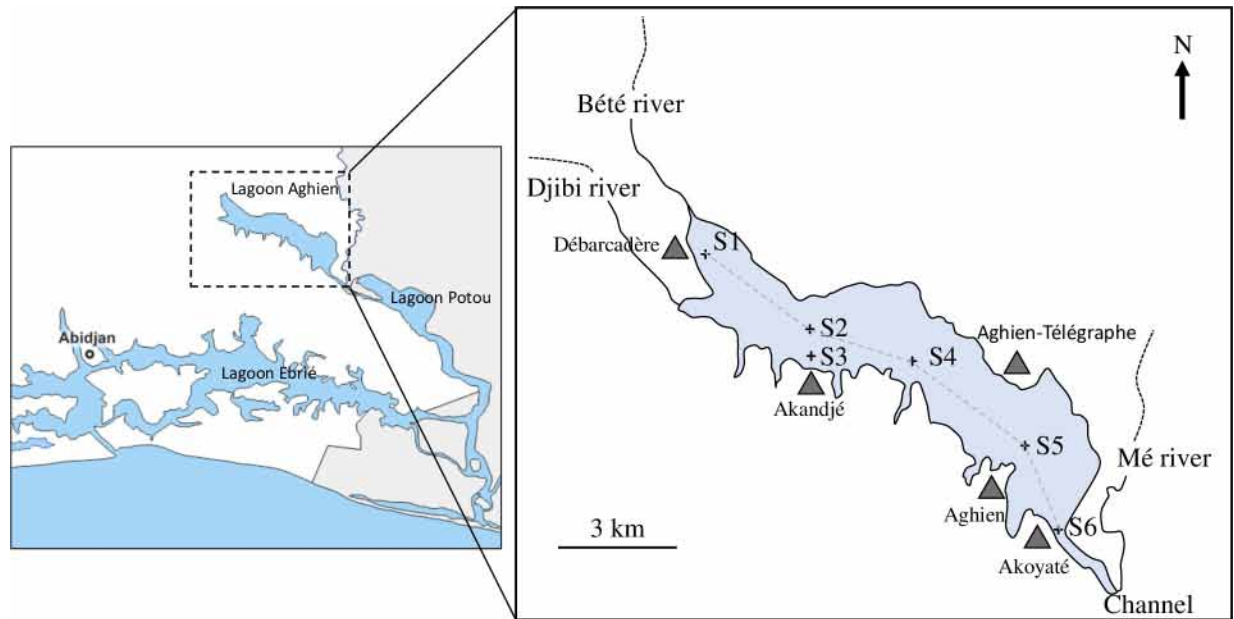 Lagoon Aghien
Lagoon Potou
Abidjan
Lagoon Ebrié
N
Bété river
Djibi river
Débarcadère
S1
S2
S3
S4
Aghien-Télégraphe
Akandjé
S5
Mé river
Aghien
S6
3 km
Akoyaté
Channel